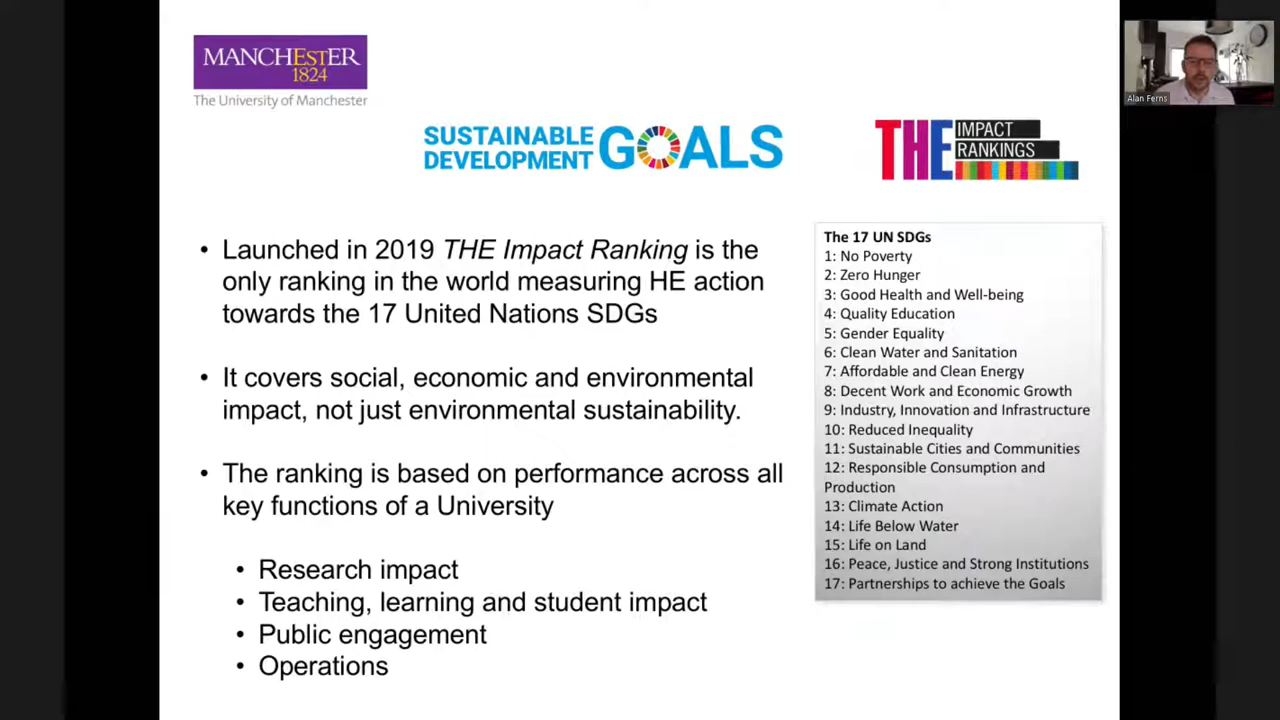 MANCHESTER
1824
The University of Manchester
Alan Ferns
SUSTAINABLE
DEVELOPMENT
GOALS
THE
IMPACT
RANKINGS
• Launched in 2019 THE Impact Ranking is the
only ranking in the world measuring HE action
towards the 17 United Nations SDGs
• It covers social, economic and environmental
impact, not just environmental sustainability.
• The ranking is based on performance across all
key functions of a University
• Research impact
• Teaching, learning and student impact
• Public engagement
• Operations
The 17 UN SDGs
1: No Poverty
2: Zero Hunger
3: Good Health and Well-being
4: Quality Education
5: Gender Equality
6: Clean Water and Sanitation
7: Affordable and Clean Energy
8: Decent Work and Economic Growth
9: Industry, Innovation and Infrastructure
10: Reduced Inequality
11: Sustainable Cities and Communities
12: Responsible Consumption and
Production
13: Climate Action
14: Life Below Water
15: Life on Land
16: Peace, Justice and Strong Institutions
17: Partnerships to achieve the Goals